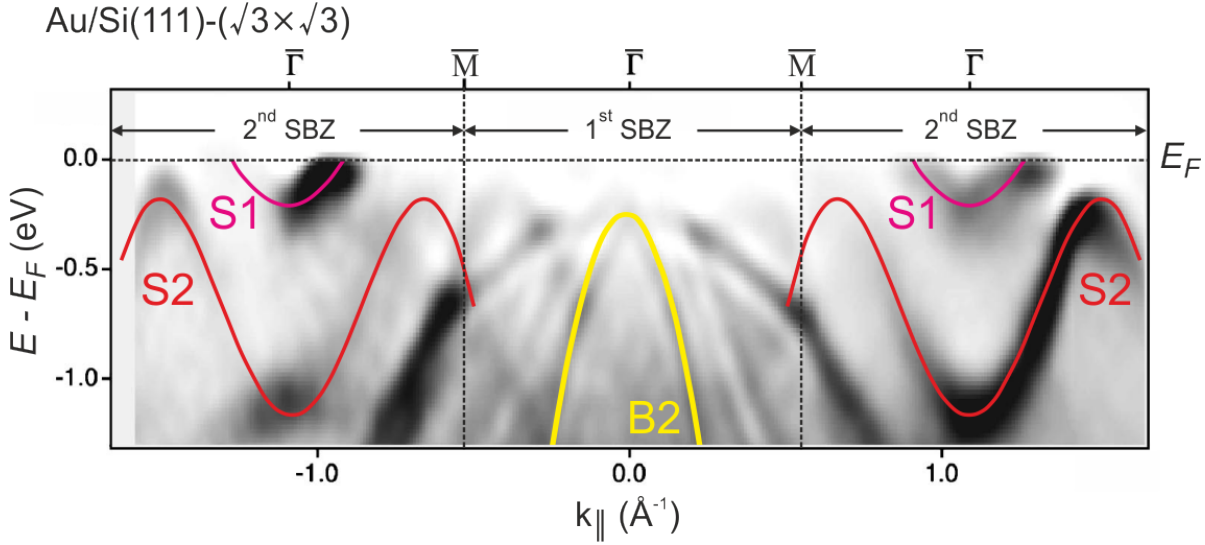 Au/Si(111)-(√3×√3)
Γ̅ M̅ Γ̅ M̅ Γ̅
2nd SBZ 1st SBZ 2nd SBZ
0.0 E_F
S1 S1
S2 S2
-0.5
-1.0
B2
E - E_F (eV)
-1.0 0.0 1.0
k∥ (Å-1)